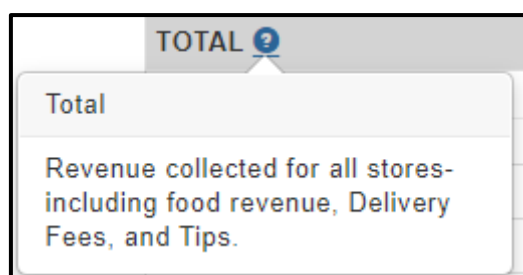 TOTAL ?
Total
Revenue collected for all stores-
including food revenue, Delivery
Fees, and Tips.